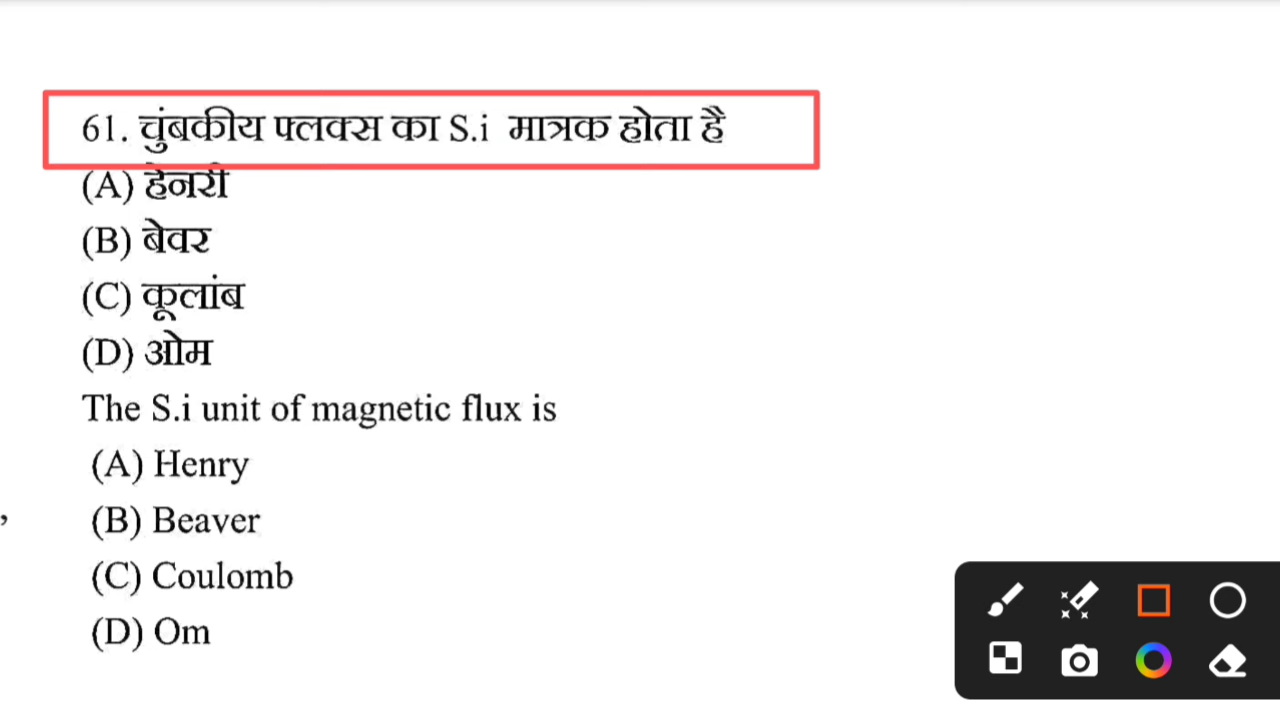 61. चुंबकीय फ्लक्स का S.i मात्रक होता है
(A) हेनरी
(B) बेवर
(C) कूलांब
(D) ओम
The S.i unit of magnetic flux is
(A) Henry
,
(B) Beaver
(C) Coulomb
(D) Om